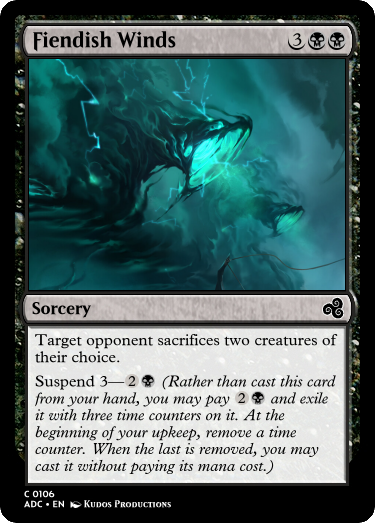 Fiendish Winds 3
Sorcery
Target opponent sacrifices two creatures of
their choice.
Suspend 3—2 (Rather than cast this card
from your hand, you may pay 2 and exile
it with three time counters on it. At the
beginning of your upkeep, remove a time
counter. When the last is removed, you may
cast it without paying its mana cost.)
C 0106
ADC • EN Kudos Productions